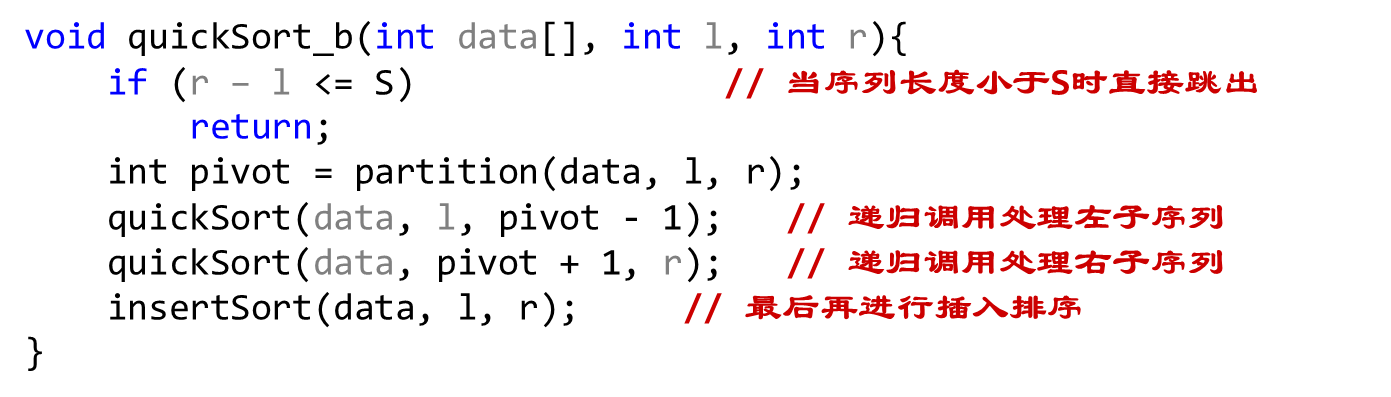 void quickSort_b(int data[], int l, int r){
    if (r – l <= S)               // 当序列长度小于S时直接跳出
        return;
    int pivot = partition(data, l, r);
    quickSort(data, l, pivot - 1);   // 递归调用处理左子序列
    quickSort(data, pivot + 1, r);   // 递归调用处理右子序列
    insertSort(data, l, r);     // 最后再进行插入排序
}